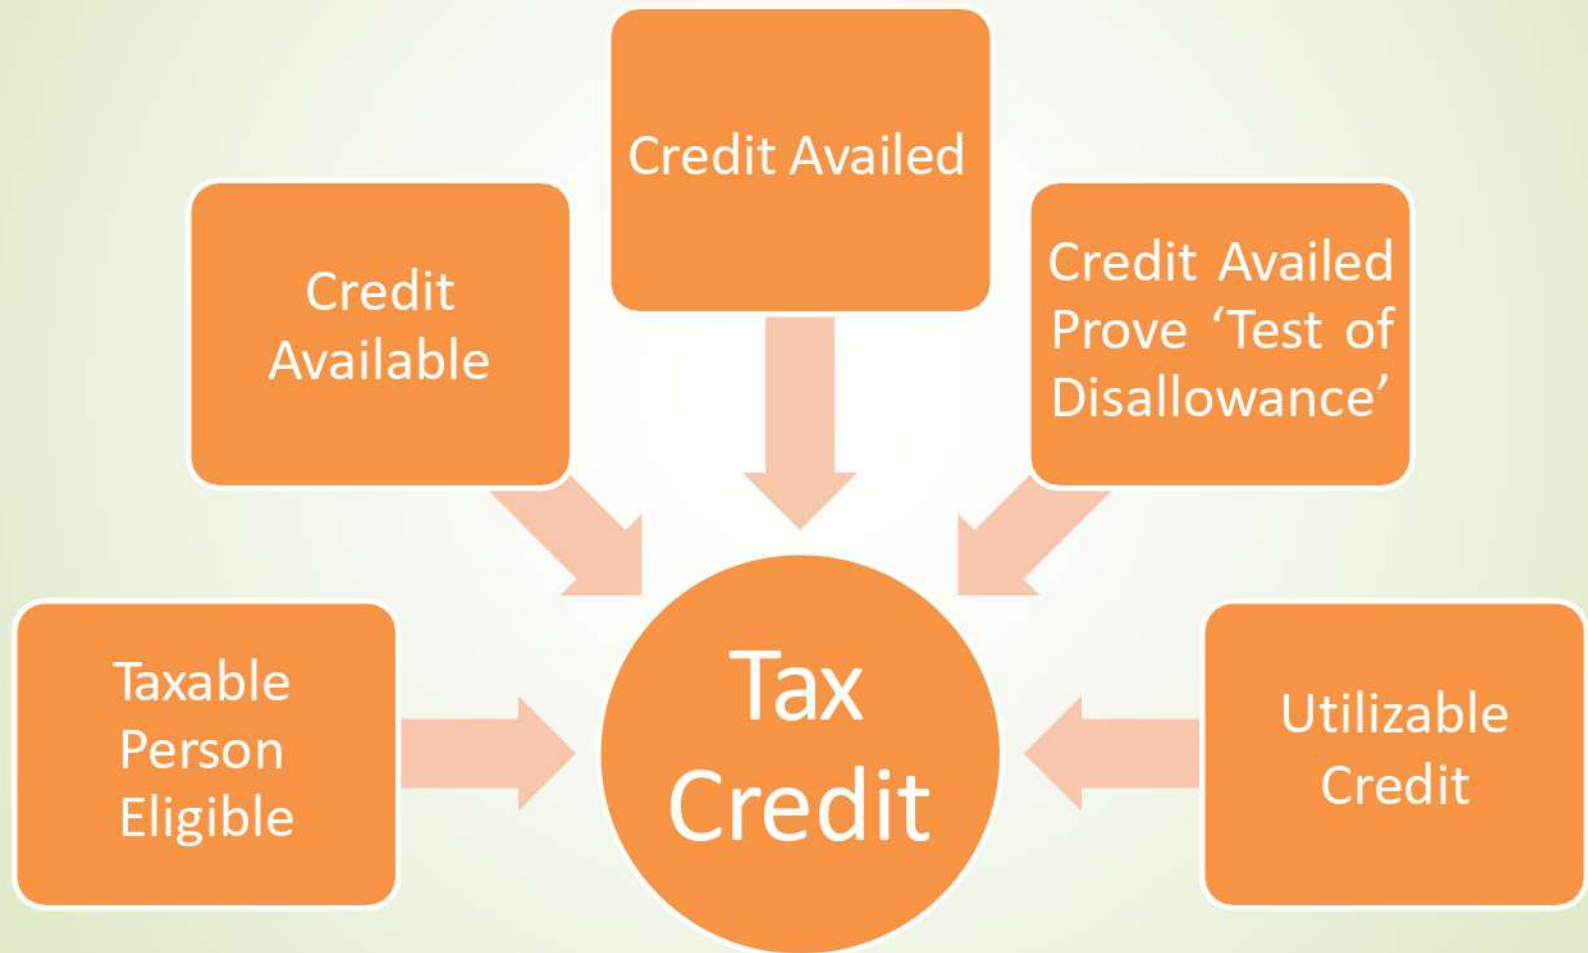 Credit Availed
Credit
Available
Credit Availed
Prove ‘Test of
Disallowance’
Taxable
Person
Eligible
Tax
Credit
Utilizable
Credit